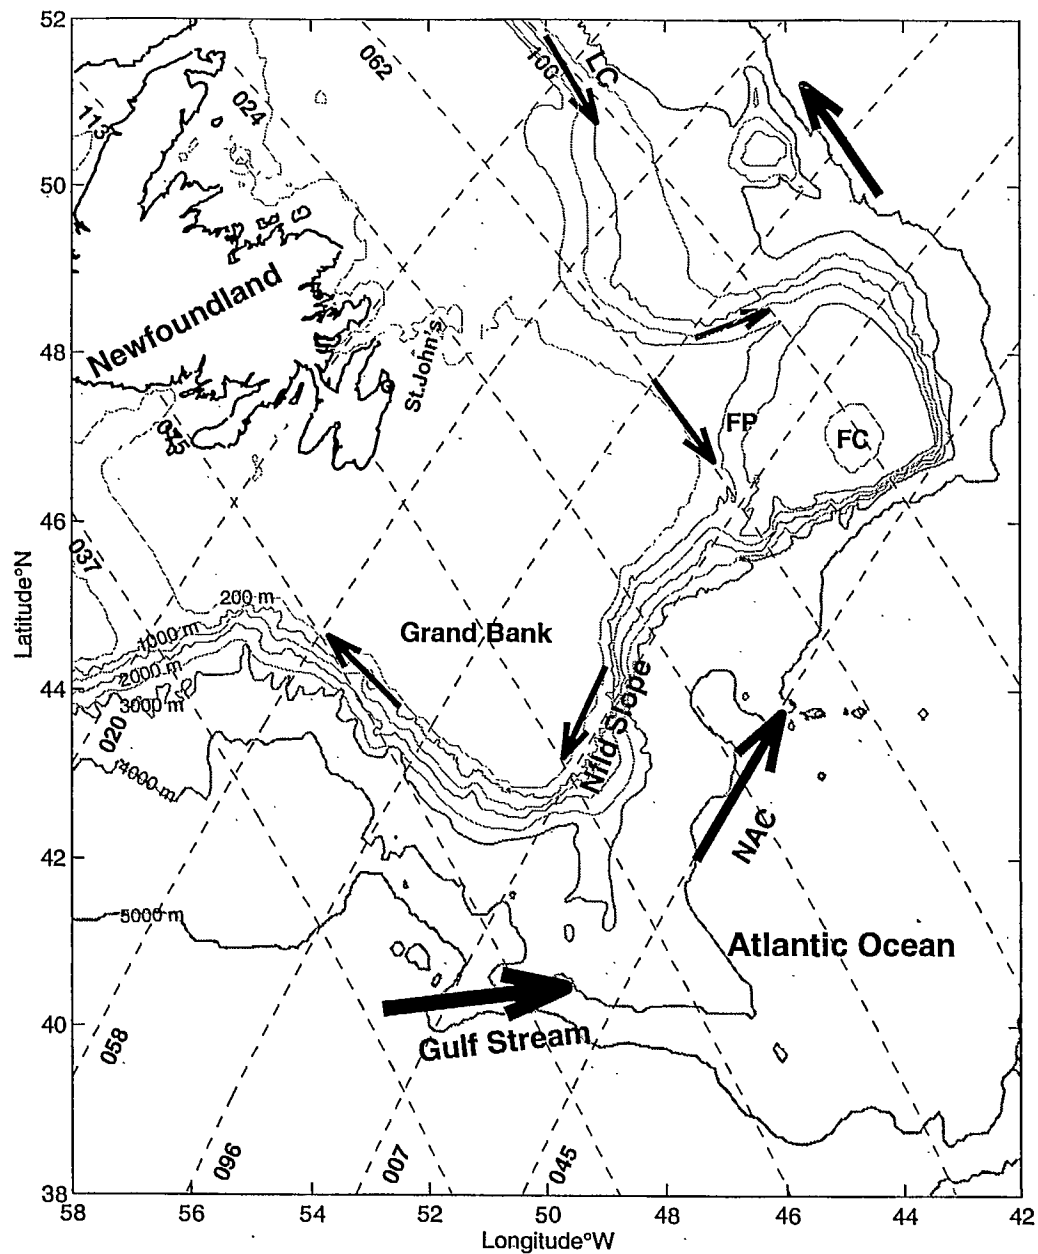 52
062
100
LC
024
113
50
Newfoundland
48
St.John's
FP
FC
045
46
037
200 m
1000 m
Grand Bank
2000 m
3000 m
44
Nfld Slope
020
4000 m
NAC
42
5000 m
Atlantic Ocean
40
Gulf Stream
058
096
007
045
38
58
56
54
52
50
48
46
44
42
Longitude°W
Latitude°N